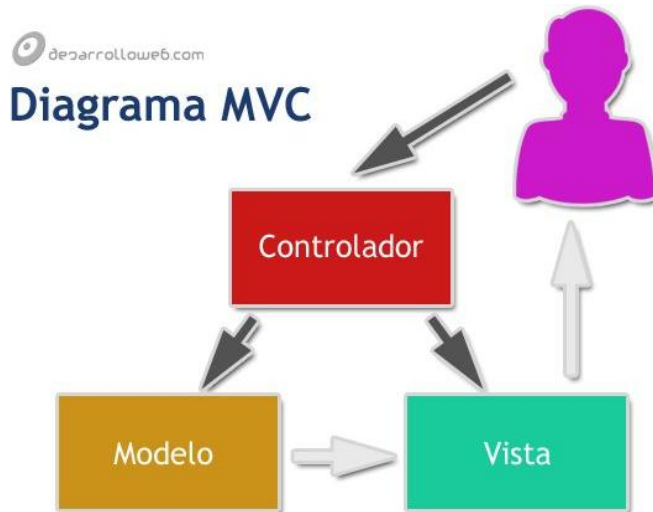 desarrolloweb.com
Diagrama MVC
Controlador
Modelo
Vista